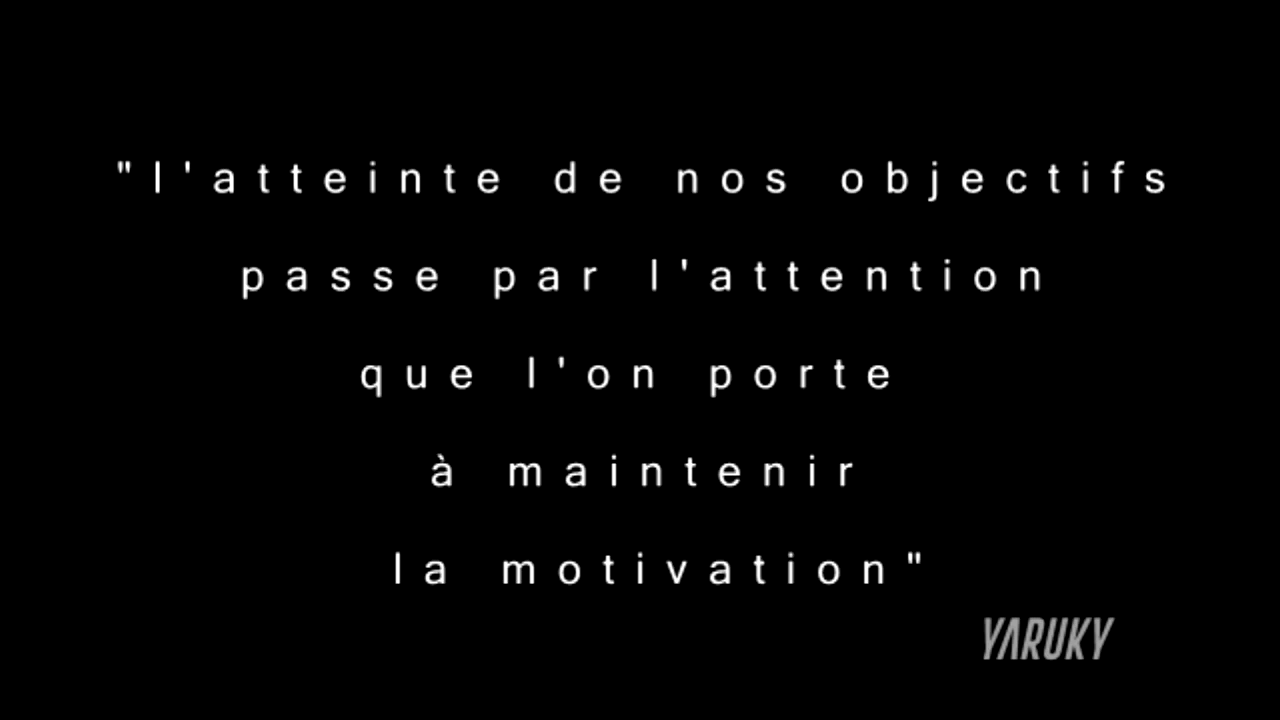 "l'atteinte de nos objectifs
passe par l'attention
que l'on porte
à maintenir
la motivation"
YARUKY